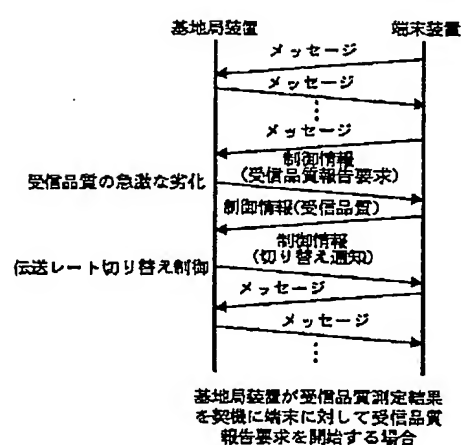 基地局装置
端末装置
メッセージ
メッセージ
メッセージ
制御情報
(受信品質報告要求)
受信品質の急激な劣化
制御情報(受信品質)
制御情報
(切り替え通知)
伝送レート切り替え制御
メッセージ
メッセージ
基地局装置が受信品質測定結果
を契機に端末に対して受信品質
報告要求を開始する場合